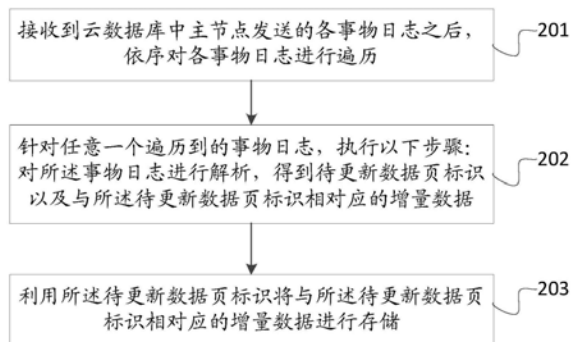 接收到云数据库中主节点发送的各事物日志之后，
依序对各事物日志进行遍历
201
针对任意一个遍历到的事物日志，执行以下步骤：
对所述事物日志进行解析，得到待更新数据页标识
以及与所述待更新数据页标识相对应的增量数据
202
利用所述待更新数据页标识将与所述待更新数据页
标识相对应的增量数据进行存储
203